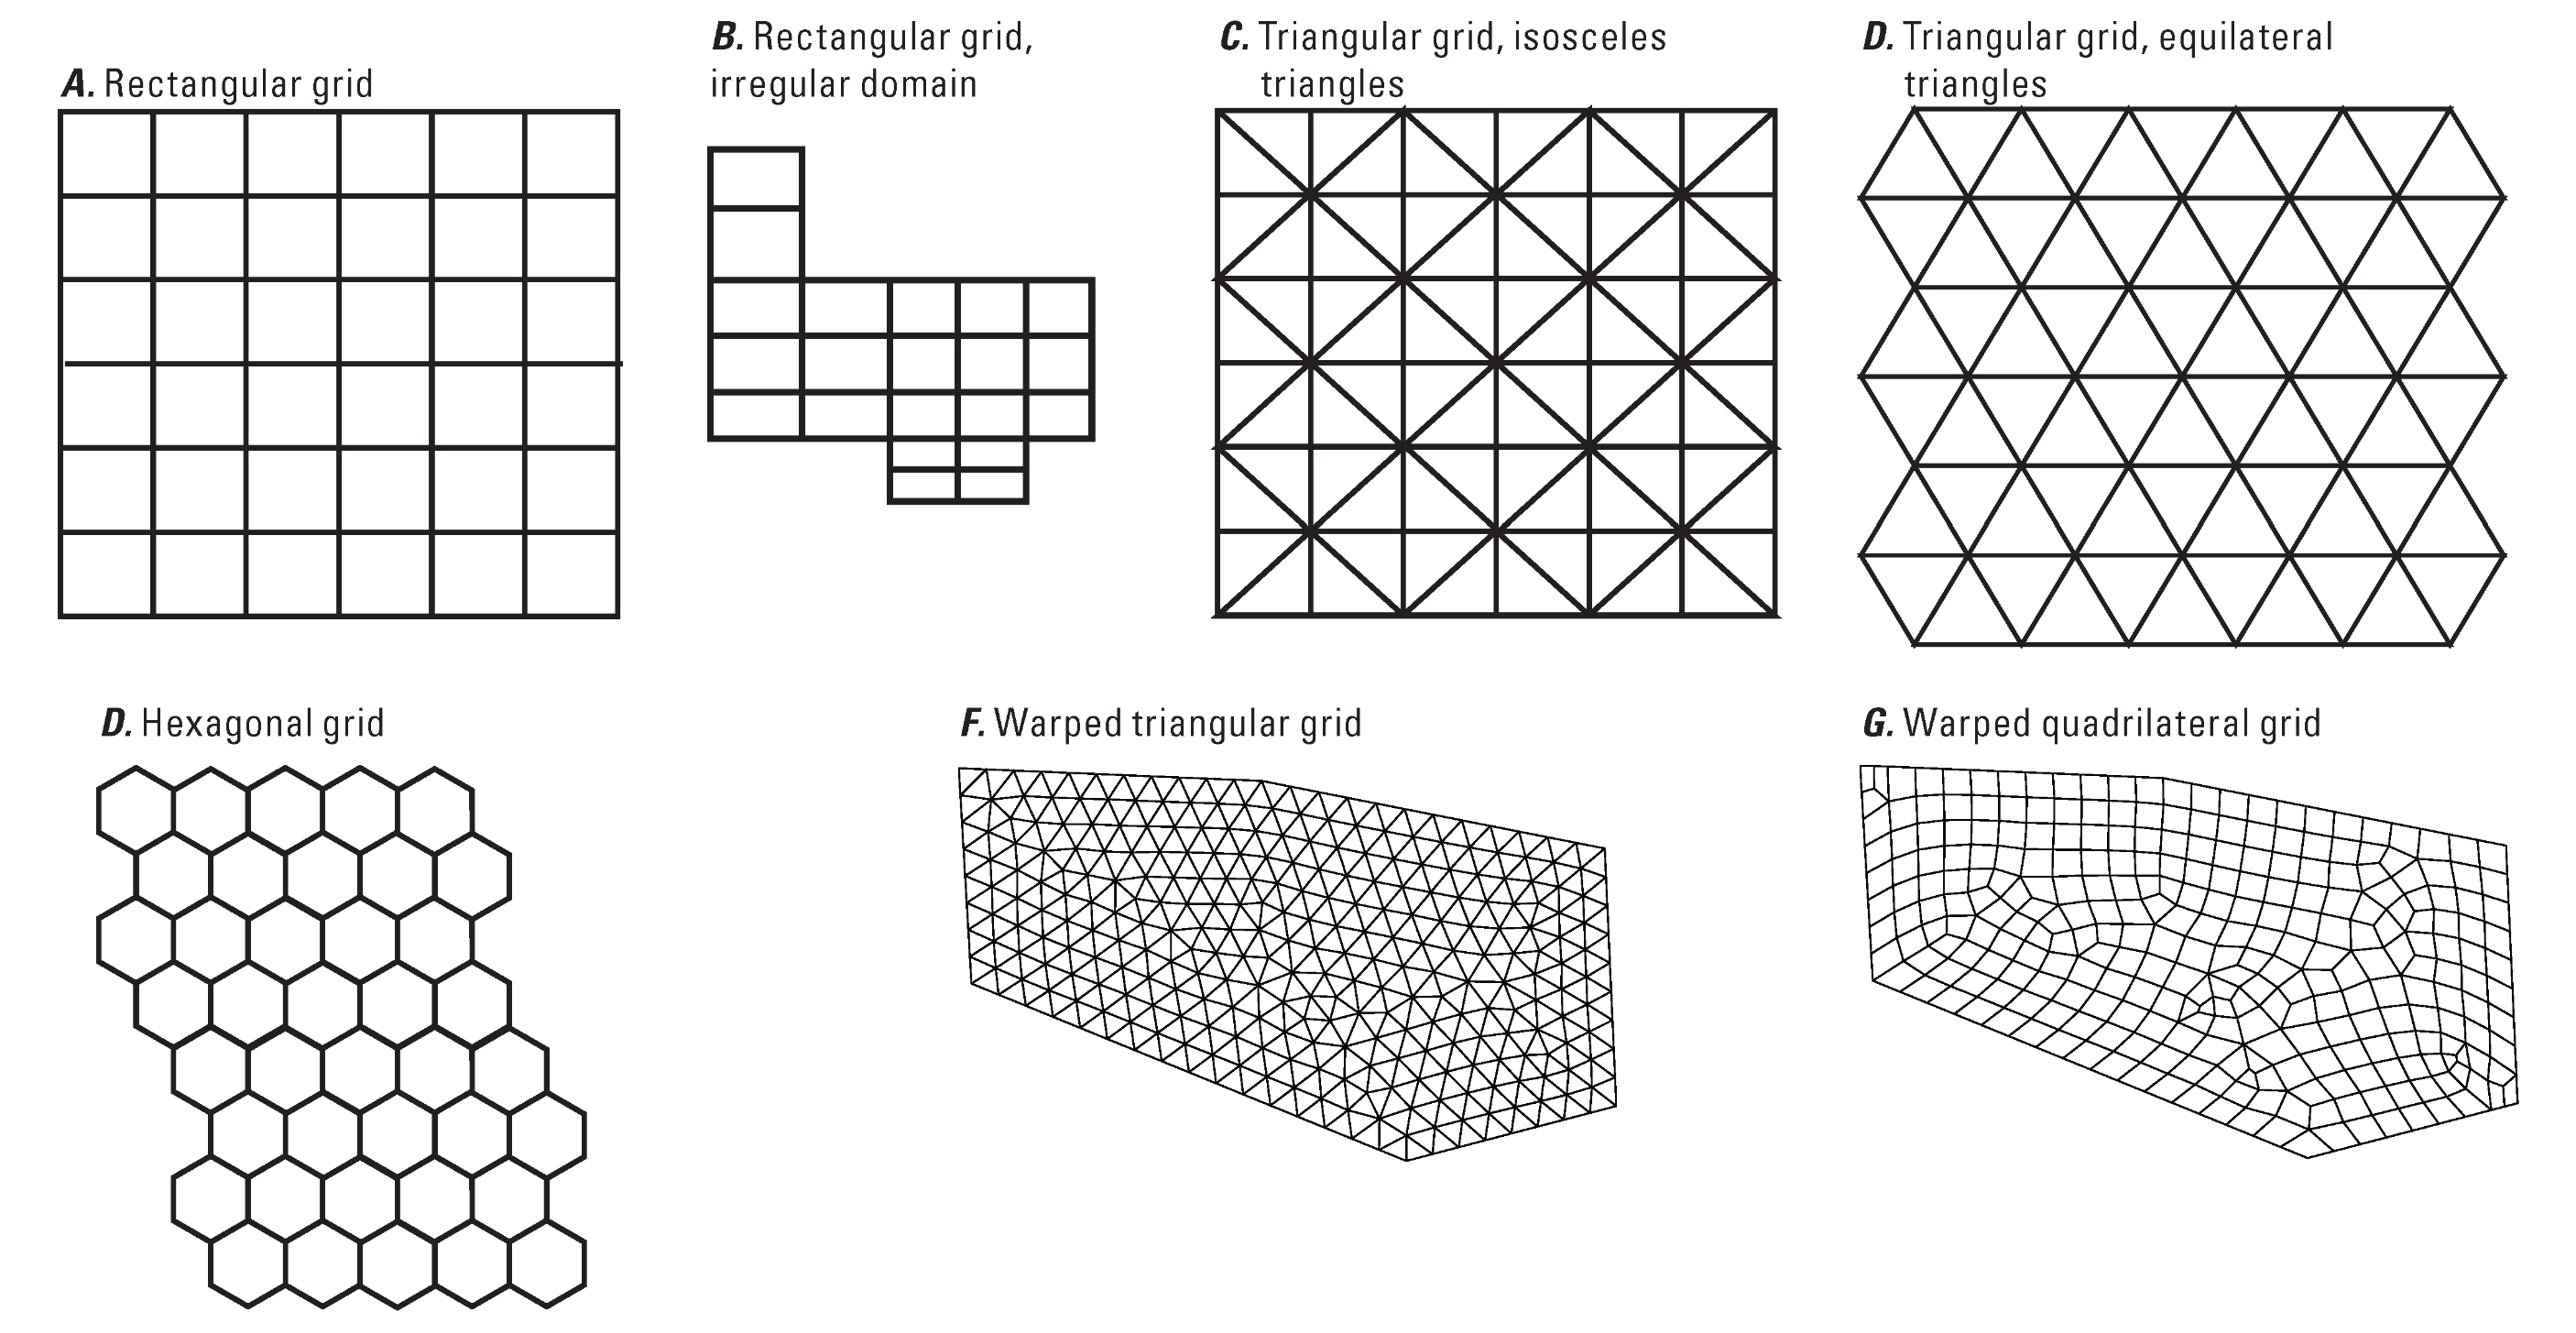 A. Rectangular grid
B. Rectangular grid,
irregular domain
C. Triangular grid, isosceles
triangles
D. Triangular grid, equilateral
triangles
D. Hexagonal grid
F. Warped triangular grid
G. Warped quadrilateral grid